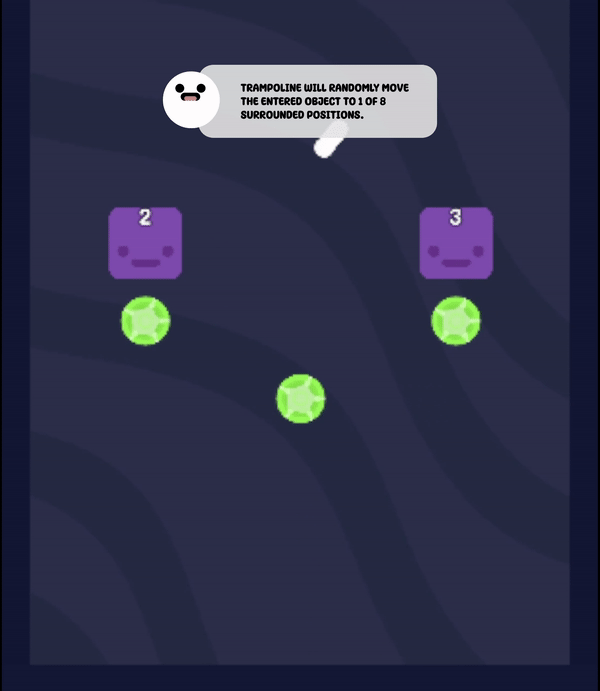 TRAMPOLINE WILL RANDOMLY MOVE
THE ENTERED OBJECT TO 1 OF 8
SURROUNDED POSITIONS.
2
3